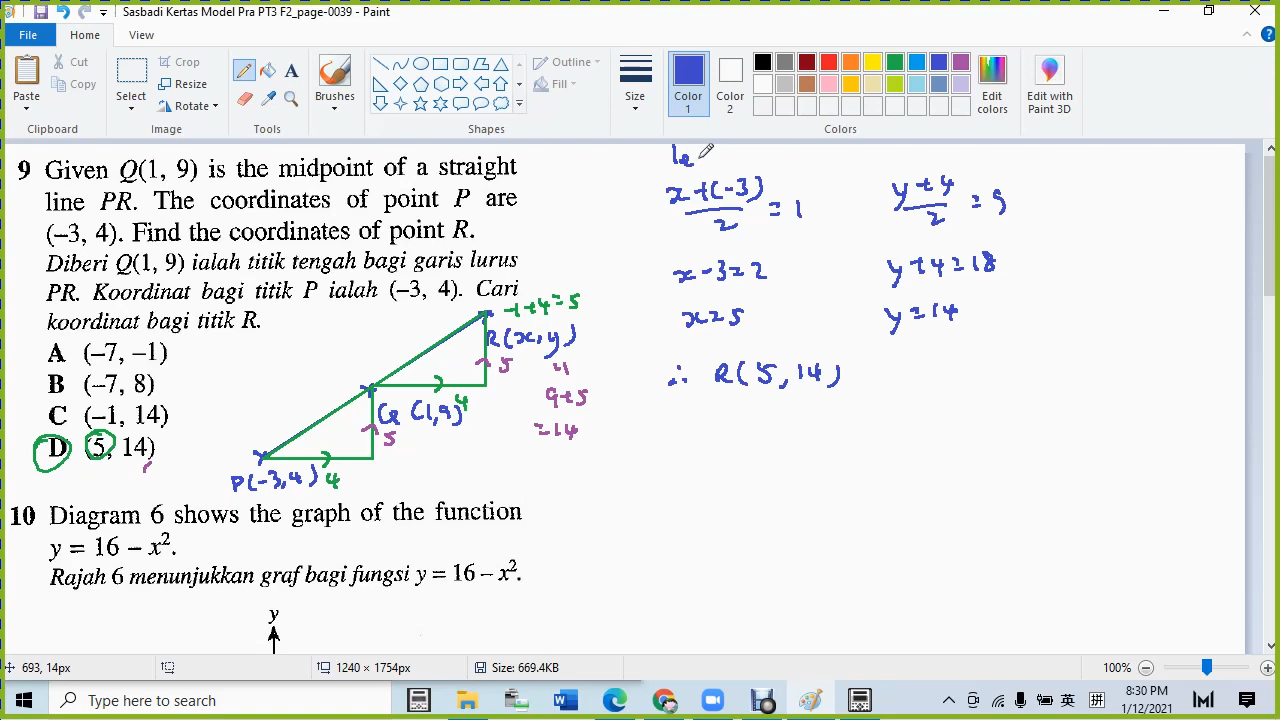 Sasbadi Kertas Model Pra PT3 F2_page-0039 - Paint
File Home View
Paste
Cut
Copy
Clipboard
Select
Crop
Resize
Rotate
Image
A
Tools
Brushes
Outline
Fill
Shapes
Size
Color 1
Color 2
Colors
Edit colors
Edit with Paint 3D
9 Given Q(1, 9) is the midpoint of a straight
line PR. The coordinates of point P are
(–3, 4). Find the coordinates of point R.
Diberi Q(1, 9) ialah titik tengah bagi garis lurus
PR. Koordinat bagi titik P ialah (–3, 4). Cari
koordinat bagi titik R.
A (–7, –1)
B (–7, 8)
C (–1, 14)
D (5, 14)
+4=5
R(x, y)
5
9+5
=14
4
Q (1,9)
5
P(-3,4)
4
le
x+(-3)/2 = 1
x-3=2
x=5
y+4/2 = 9
y+4=18
y=14
∴ R(5, 14)
10 Diagram 6 shows the graph of the function
y = 16 – x².
Rajah 6 menunjukkan graf bagi fungsi y = 16 – x².
y
693, 14px
1240 × 1754px
Size: 669.4KB
100%
Type here to search
英
拼
8:30 PM
1/12/2021